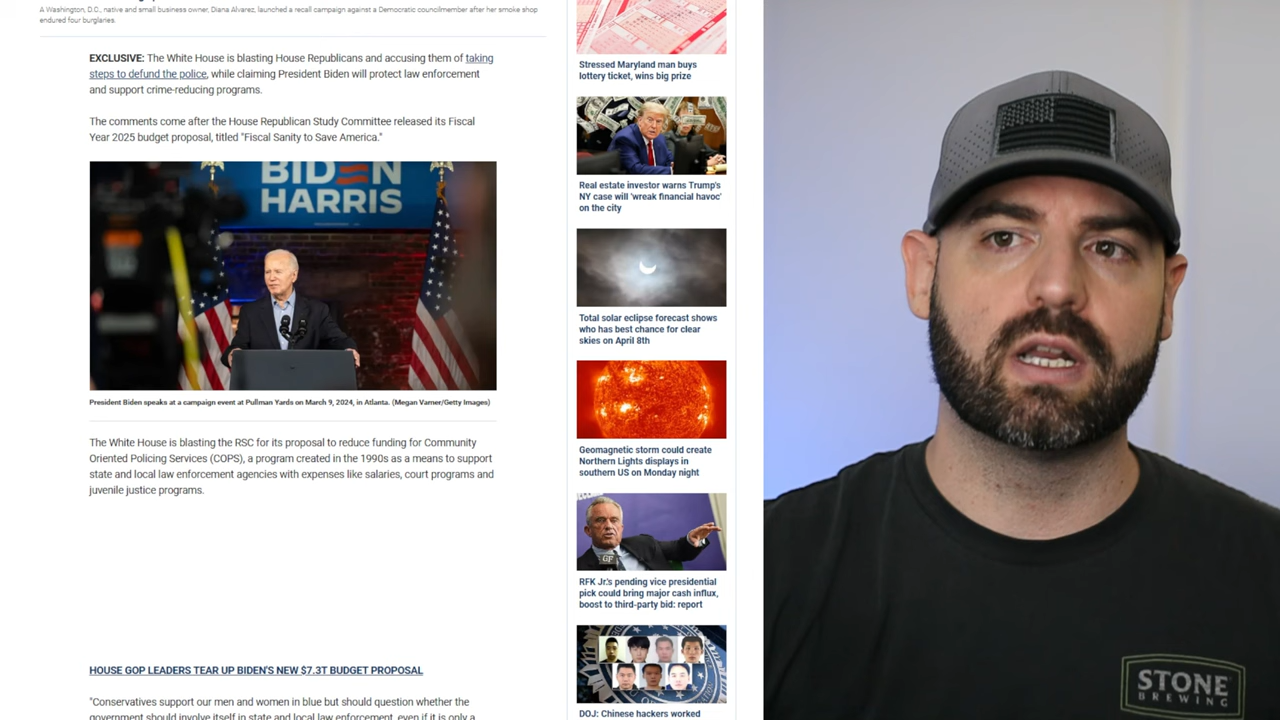 A Washington, D.C., native and small business owner, Diana Alvarez, launched a recall campaign against a Democratic councilmember after her smoke shop
endured four burglaries.
EXCLUSIVE: The White House is blasting House Republicans and accusing them of taking
steps to defund the police, while claiming President Biden will protect law enforcement
and support crime-reducing programs.
The comments come after the House Republican Study Committee released its Fiscal
Year 2025 budget proposal, titled "Fiscal Sanity to Save America."
BIDEN
HARRIS
President Biden speaks at a campaign event at Pullman Yards on March 9, 2024, in Atlanta. (Megan Varner/Getty Images)
The White House is blasting the RSC for its proposal to reduce funding for Community
Oriented Policing Services (COPS), a program created in the 1990s as a means to support
state and local law enforcement agencies with expenses like salaries, court programs and
juvenile justice programs.
HOUSE GOP LEADERS TEAR UP BIDEN'S NEW $7.3T BUDGET PROPOSAL
"Conservatives support our men and women in blue but should question whether the
government should involve itself in state and local law enforcement, even if it is only a
Stressed Maryland man buys
lottery ticket, wins big prize
Real estate investor warns Trump's
NY case will 'wreak financial havoc'
on the city
Total solar eclipse forecast shows
who has best chance for clear
skies on April 8th
Geomagnetic storm could create
Northern Lights displays in
southern US on Monday night
GF
RFK Jr.'s pending vice presidential
pick could bring major cash influx,
boost to third-party bid: report
DOJ: Chinese hackers worked
STONE
BREWING